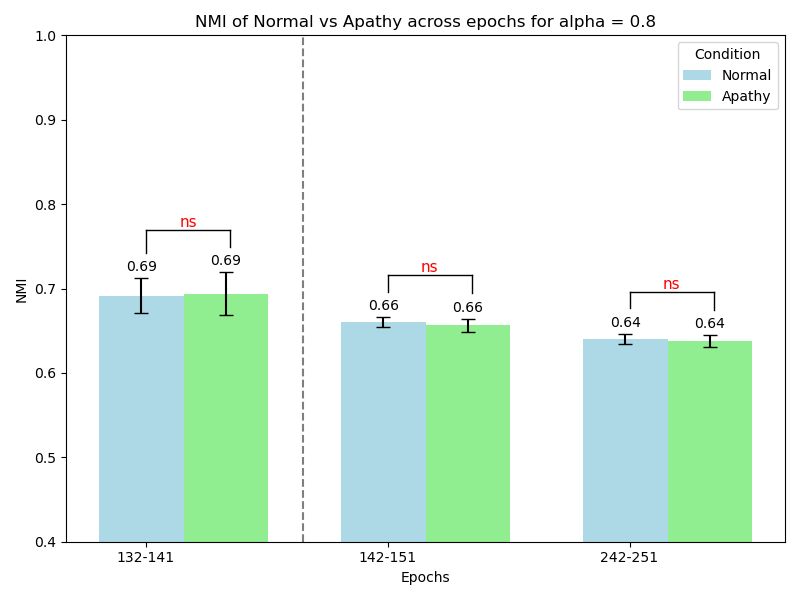 NMI of Normal vs Apathy across epochs for alpha = 0.8
1.0
0.9
0.8
0.7
0.6
0.5
0.4
NMI
Condition
Normal
Apathy
ns
0.69
0.69
ns
0.66
0.66
ns
0.64
0.64
132-141
142-151
242-251
Epochs